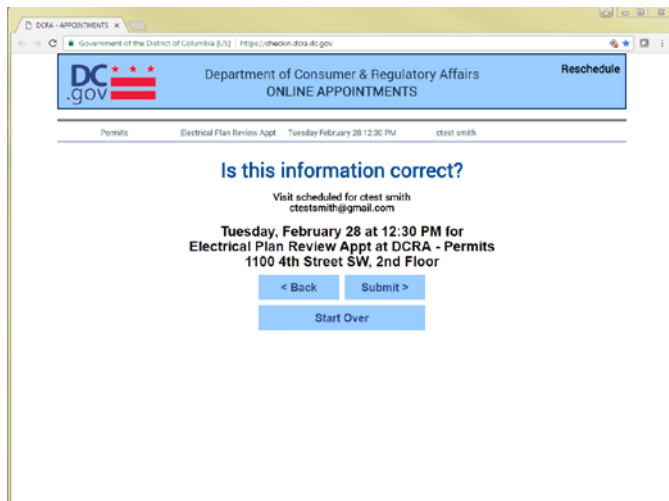 DCRA - APPOINTMENTS
Government of the District of Columbia [US] | https://checkin.dcra.dc.gov
DC
.gov
Department of Consumer & Regulatory Affairs
ONLINE APPOINTMENTS
Reschedule
Permits Electrical Plan Review Appt Tuesday February 28 12:30 PM ctest smith
Is this information correct?
Visit scheduled for ctest smith
ctestsmith@gmail.com
Tuesday, February 28 at 12:30 PM for
Electrical Plan Review Appt at DCRA - Permits
1100 4th Street SW, 2nd Floor
< Back Submit >
Start Over